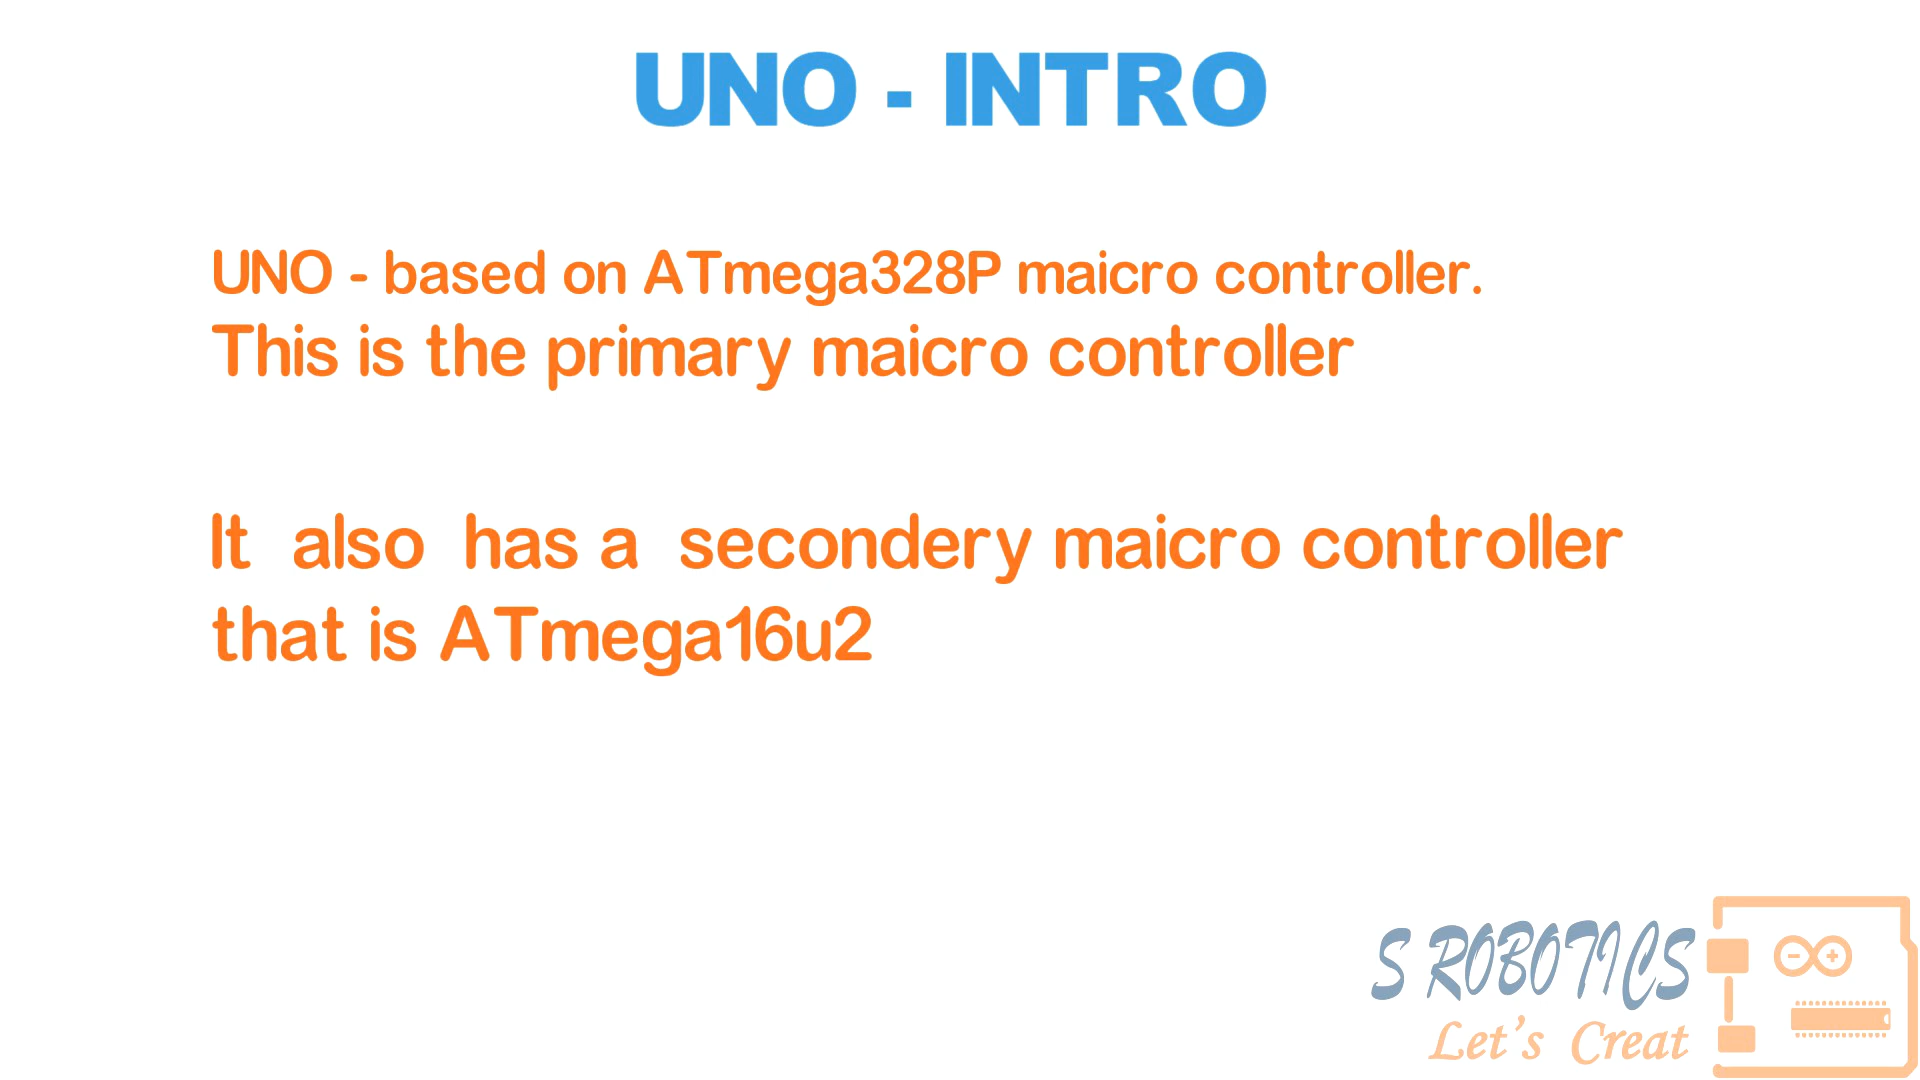 UNO - INTRO
UNO - based on ATmega328P maicro controller.
This is the primary maicro controller
It also has a secondery maicro controller
that is ATmega16u2
S ROBOTICS
Let's Creat